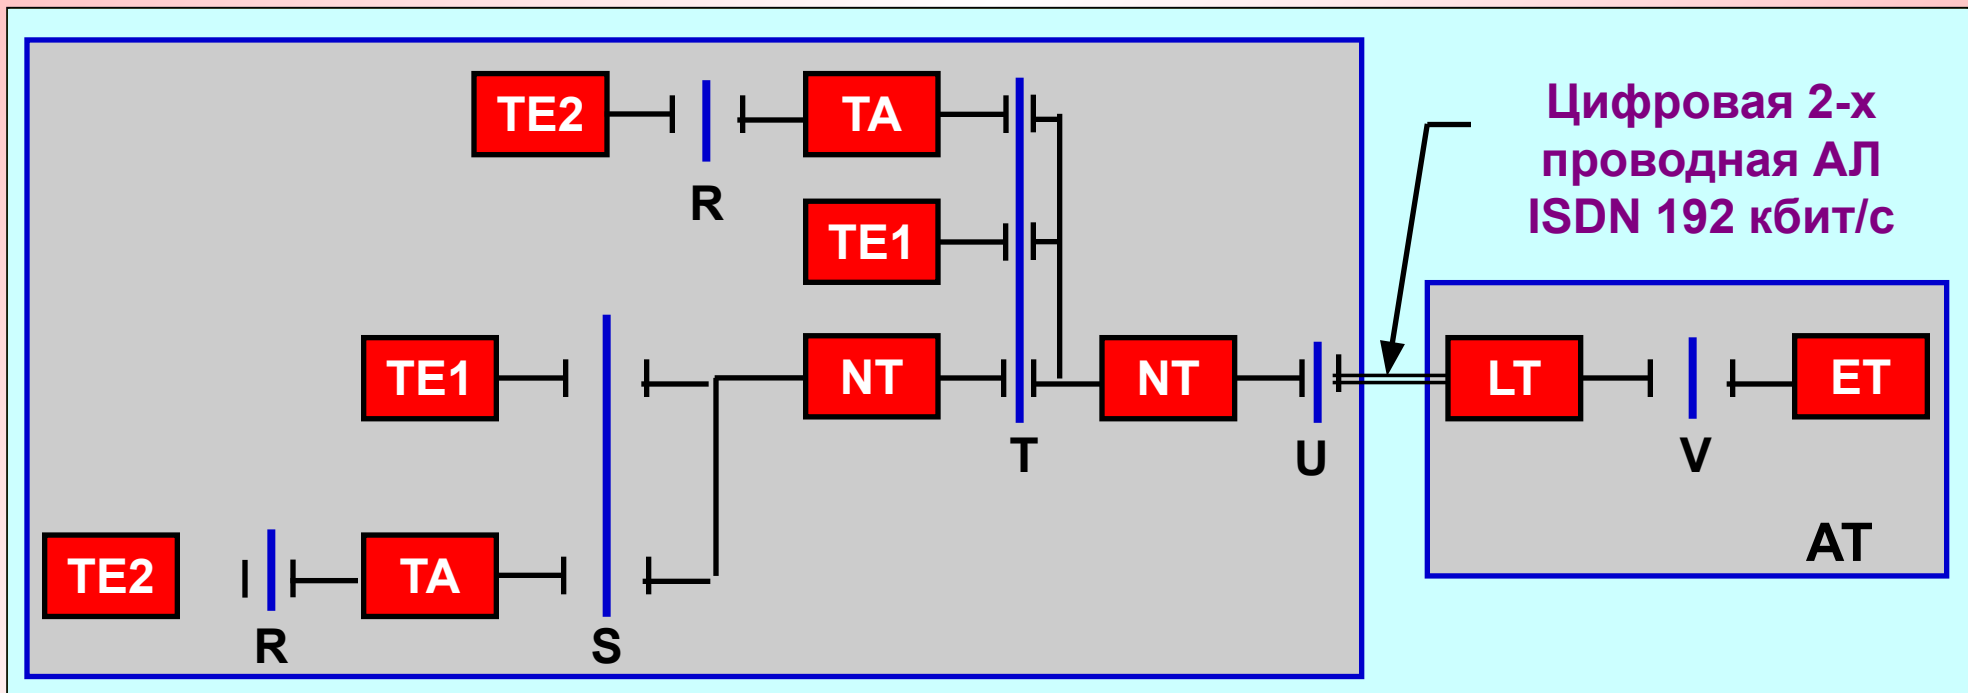 TE2
TA
R
TE1
Цифровая 2-х
проводная АЛ
ISDN 192 кбит/с
TE1
NT
NT
LT
ET
T
U
V
TE2
TA
AT
R
S